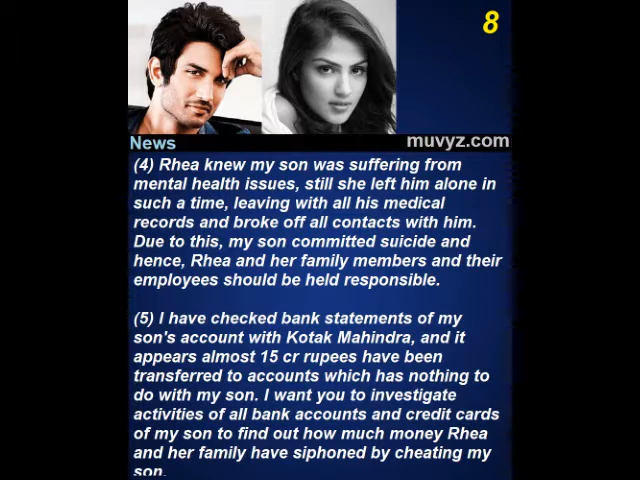 8
News
muvyz.com
(4) Rhea knew my son was suffering from
mental health issues, still she left him alone in
such a time, leaving with all his medical
records and broke off all contacts with him.
Due to this, my son committed suicide and
hence, Rhea and her family members and their
employees should be held responsible.
(5) I have checked bank statements of my
son's account with Kotak Mahindra, and it
appears almost 15 cr rupees have been
transferred to accounts which has nothing to
do with my son. I want you to investigate
activities of all bank accounts and credit cards
of my son to find out how much money Rhea
and her family have siphoned by cheating my
son.